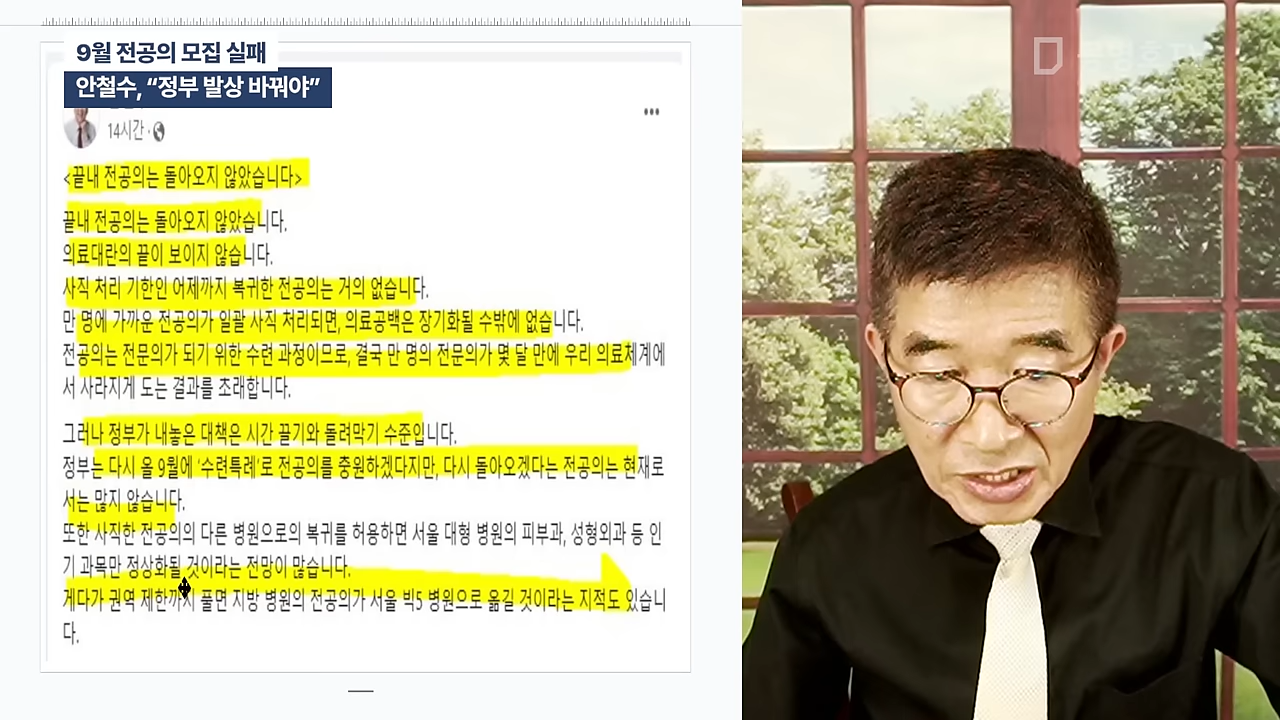 9월 전공의 모집 실패
안철수, “정부 발상 바꿔야”
14시간 ·
<끝내 전공의는 돌아오지 않았습니다>
끝내 전공의는 돌아오지 않았습니다.
의료대란의 끝이 보이지 않습니다.
사직 처리 기한인 어제까지 복귀한 전공의는 거의 없습니다.
만 명에 가까운 전공의가 일괄 사직 처리되면, 의료공백은 장기화될 수밖에 없습니다.
전공의는 전문의가 되기 위한 수련 과정이므로, 결국 만 명의 전문의가 몇 달 만에 우리 의료체계에
서 사라지게 되는 결과를 초래합니다.
그러나 정부가 내놓은 대책은 시간 끌기와 돌려막기 수준입니다.
정부는 다시 올 9월에 ‘수련특례’로 전공의를 충원하겠다지만, 다시 돌아오겠다는 전공의는 현재로
서는 많지 않습니다.
또한 사직한 전공의의 다른 병원으로의 복귀를 허용하면 서울 대형 병원의 피부과, 성형외과 등 인
기 과목만 정상화될 것이라는 전망이 많습니다.
게다가 권역 제한까지 풀면 지방 병원의 전공의가 서울 빅5 병원으로 옮길 것이라는 지적도 있습니
다.